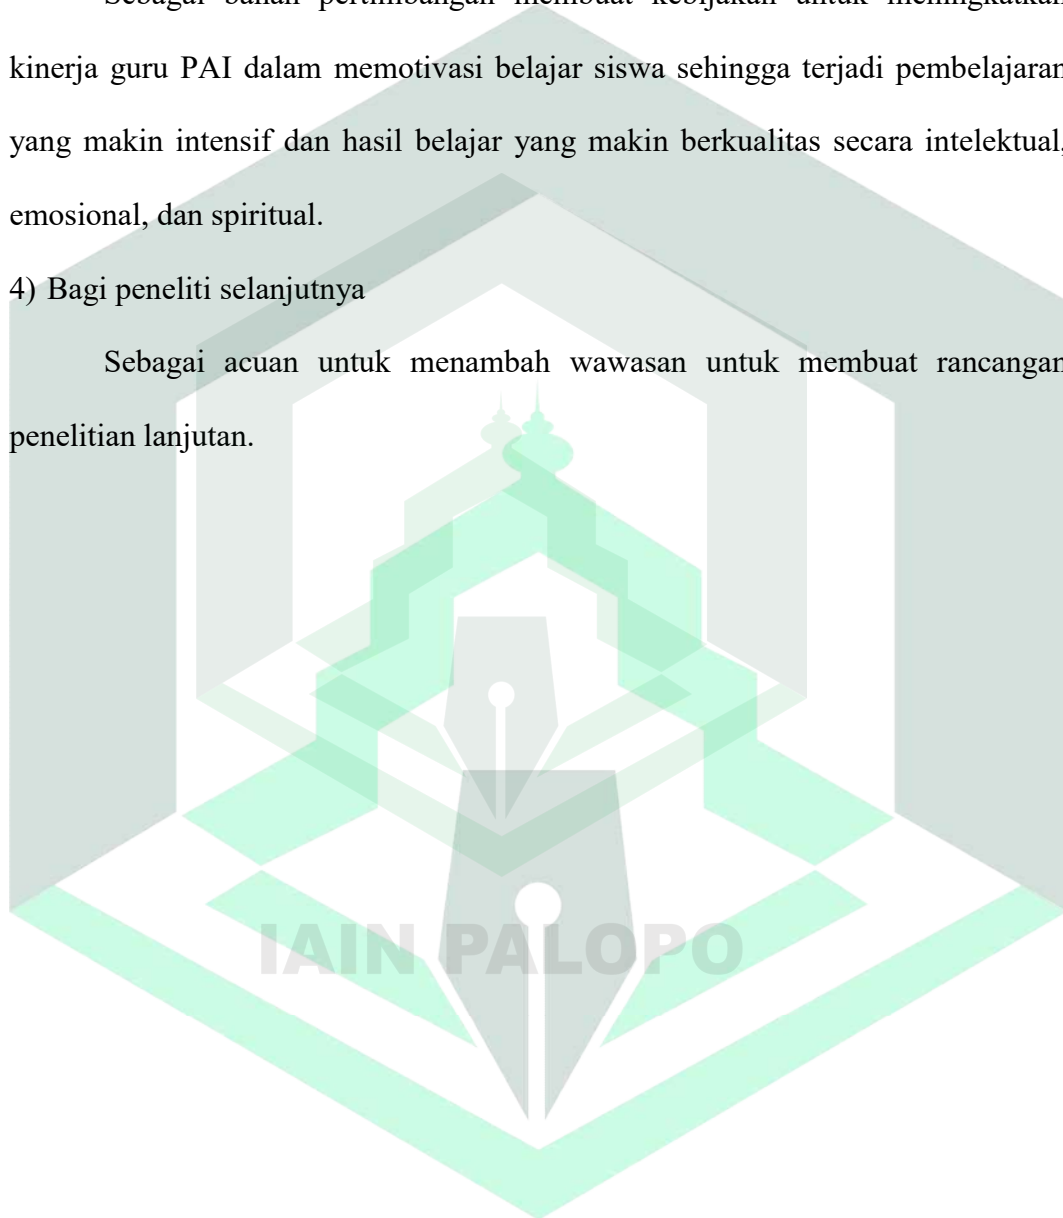 Sebagai bahan pertimbangan membuat kebijakan untuk meningkatkan
kinerja guru PAI dalam memotivasi belajar siswa sehingga terjadi pembelajaran
yang makin intensif dan hasil belajar yang makin berkualitas secara intelektual,
emosional, dan spiritual.
4) Bagi peneliti selanjutnya
Sebagai acuan untuk menambah wawasan untuk membuat rancangan
penelitian lanjutan.
IAIN PALOPO